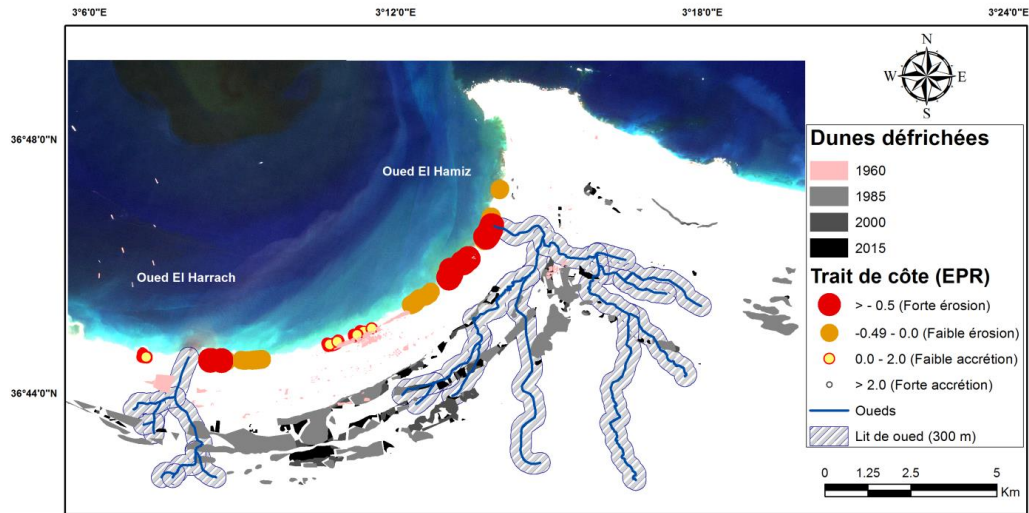 3°6'0"E
3°12'0"E
3°18'0"E
3°24'0"E
36°48'0"N
36°44'0"N
Oued El Hamiz
Oued El Harrach
N
W E
S
Dunes défrichées
1960
1985
2000
2015
Trait de côte (EPR)
> - 0.5 (Forte érosion)
-0.49 - 0.0 (Faible érosion)
0.0 - 2.0 (Faible accrétion)
> 2.0 (Forte accrétion)
Oueds
Lit de oued (300 m)
0 1.25 2.5 5
Km